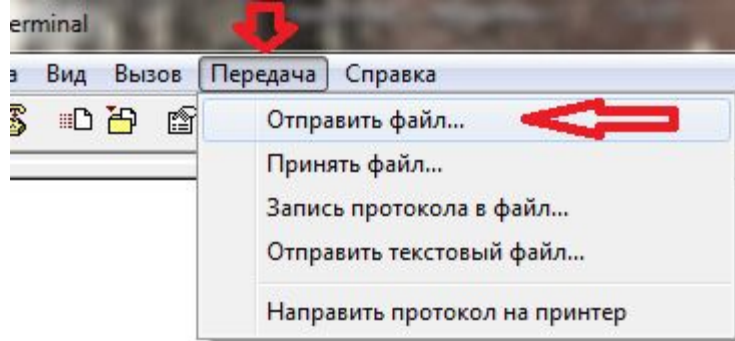 erminal
а Вид Вызов Передача Справка
Отправить файл...
Принять файл...
Запись протокола в файл...
Отправить текстовый файл...
Направить протокол на принтер